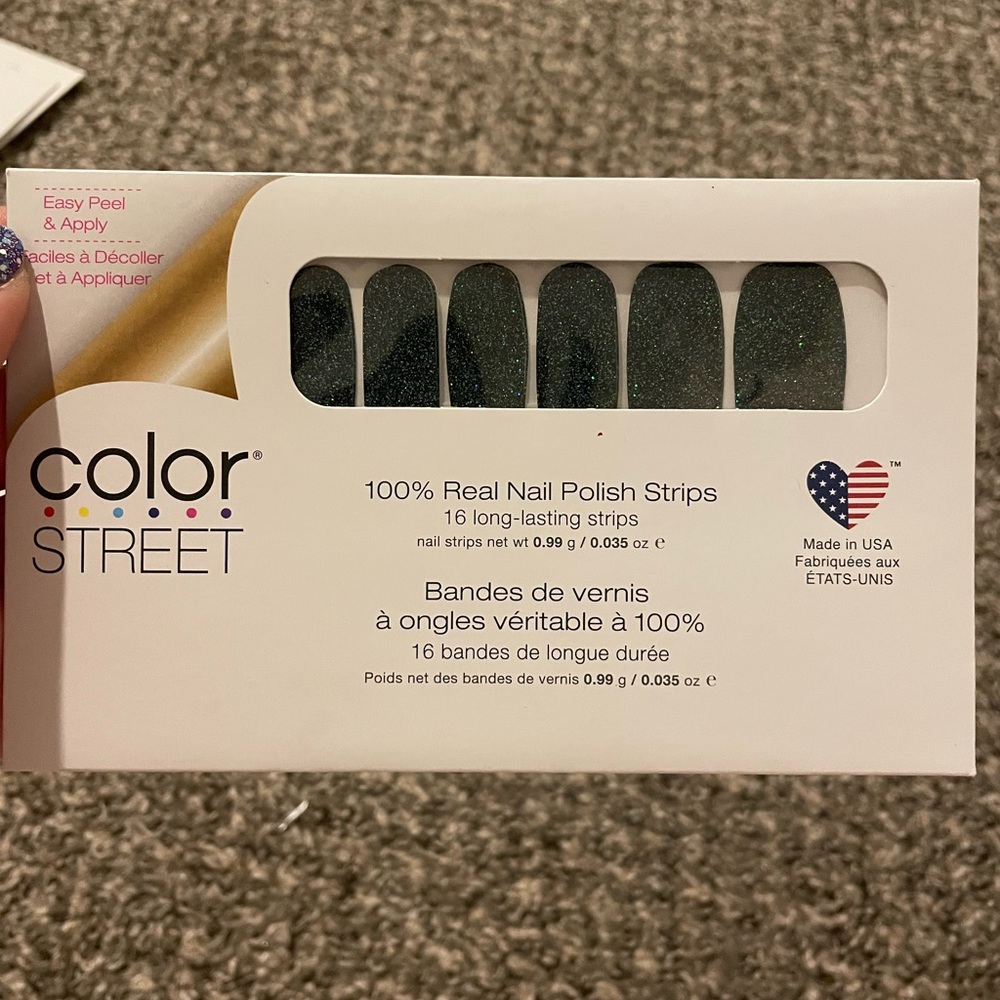 Easy Peel
& Apply
aciles à Décoller
et à Appliquer
color®
STREET
100% Real Nail Polish Strips
16 long-lasting strips
nail strips net wt 0.99 g / 0.035 oz ℮
Bandes de vernis
à ongles véritable à 100%
16 bandes de longue durée
Poids net des bandes de vernis 0.99 g / 0.035 oz ℮
TM
Made in USA
Fabriquées aux
ÉTATS-UNIS